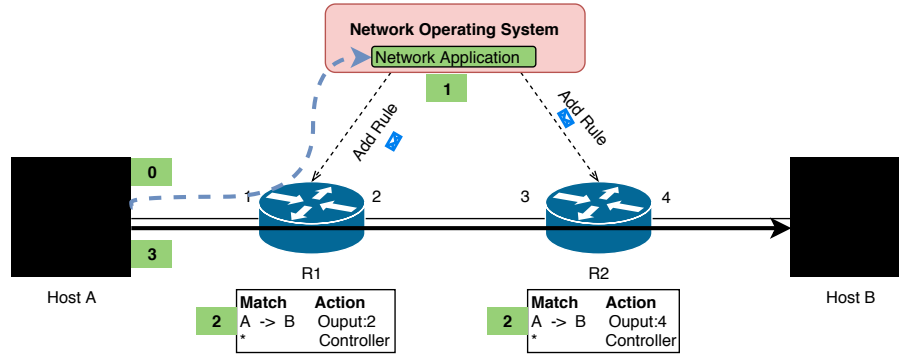 Network Operating System
Network Application
1
Add Rule
Add Rule
0
1
2
3
4
3
R1
R2
Host A
Host B
Match Action
2 A -> B Ouput:2
* Controller
Match Action
2 A -> B Ouput:4
* Controller